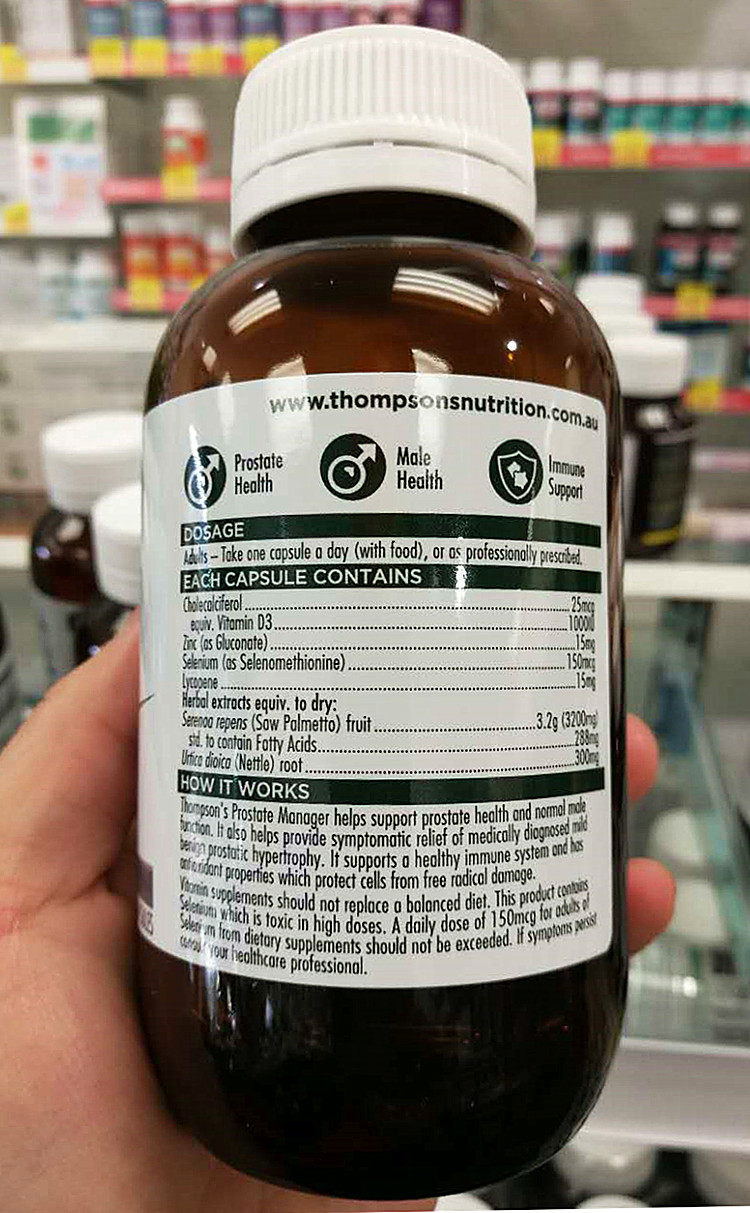 www.thompsonsnutrition.com.au
Prostate
Health
Male
Health
Immune
Support
DOSAGE
Adults – Take one capsule a day (with food), or as professionally prescribed.
EACH CAPSULE CONTAINS
Cholecalciferol 25mcg
equiv. Vitamin D3 1000IU
Zinc (as Gluconate) 15mg
Selenium (as Selenomethionine) 150mcg
Lycopene 15mg
Herbal extracts equiv. to dry:
Serenoa repens (Saw Palmetto) fruit 3.2g (3200mg)
std. to contain Fatty Acids 288mg
Urtica dioica (Nettle) root 300mg
HOW IT WORKS
Thompson's Prostate Manager helps support prostate health and normal male
function. It also helps provide symptomatic relief of medically diagnosed mild
benign prostatic hypertrophy. It supports a healthy immune system and has
antioxidant properties which protect cells from free radical damage.
Vitamin supplements should not replace a balanced diet. This product contains
Selenium which is toxic in high doses. A daily dose of 150mcg for adults of
Selenium from dietary supplements should not be exceeded. If symptoms persist
consult your healthcare professional.